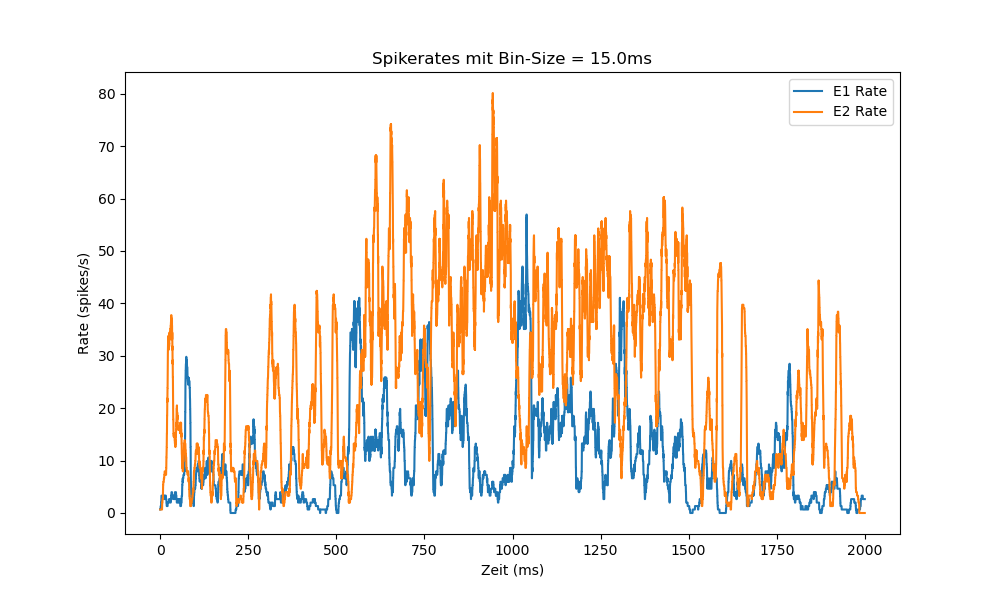 Spikerates mit Bin-Size = 15.0ms
E1 Rate
E2 Rate
Rate (spikes/s)
80
70
60
50
40
30
20
10
0
0 250 500 750 1000 1250 1500 1750 2000
Zeit (ms)